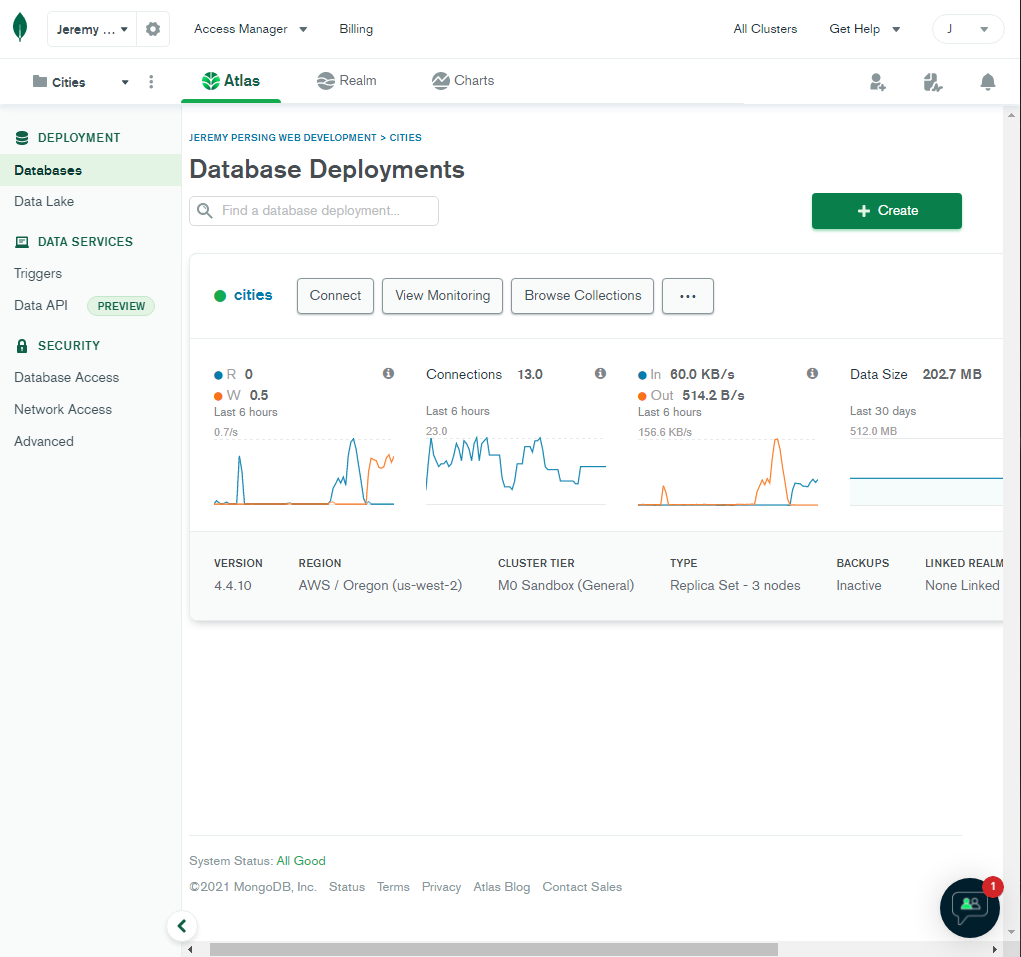 Jeremy ...
Access Manager
Billing
All Clusters
Get Help
J
Cities
Atlas
Realm
Charts
DEPLOYMENT
Databases
Data Lake
DATA SERVICES
Triggers
Data API PREVIEW
SECURITY
Database Access
Network Access
Advanced
JEREMY PERSING WEB DEVELOPMENT > CITIES
Database Deployments
Find a database deployment...
+ Create
cities
Connect
View Monitoring
Browse Collections
...
R 0
W 0.5
Last 6 hours
0.7/s
Connections 13.0
Last 6 hours
23.0
In 60.0 KB/s
Out 514.2 B/s
Last 6 hours
156.6 KB/s
Data Size 202.7 MB
Last 30 days
512.0 MB
VERSION
4.4.10
REGION
AWS / Oregon (us-west-2)
CLUSTER TIER
M0 Sandbox (General)
TYPE
Replica Set - 3 nodes
BACKUPS
Inactive
LINKED REALM
None Linked
System Status: All Good
©2021 MongoDB, Inc. Status Terms Privacy Atlas Blog Contact Sales
1